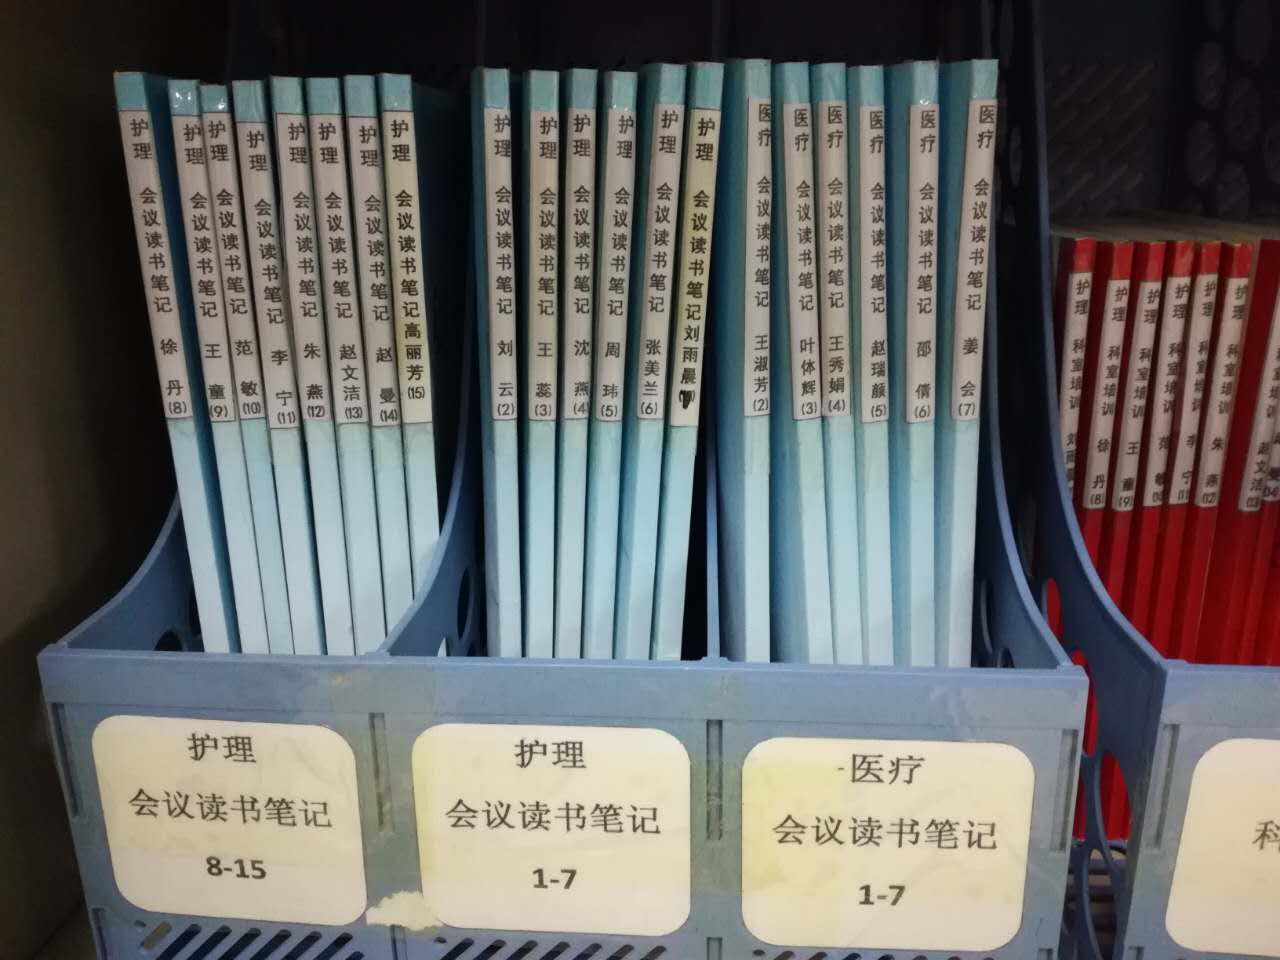 护理 会议读书笔记 徐丹 (8)
护理 会议读书笔记 王童 (9)
护理 会议读书笔记 范敏 (10)
护理 会议读书笔记 李宁 (11)
护理 会议读书笔记 朱燕 (12)
护理 会议读书笔记 赵文洁 (13)
护理 会议读书笔记 赵曼 (14)
护理 会议读书笔记 高丽芳 (15)
护理 会议读书笔记 刘云 (2)
护理 会议读书笔记 王蕊 (3)
护理 会议读书笔记 沈燕 (4)
护理 会议读书笔记 周玮 (5)
护理 会议读书笔记 张美兰 (6)
护理 会议读书笔记 刘雨晨
医疗 会议读书笔记 王淑芳 (2)
医疗 会议读书笔记 叶体辉 (3)
医疗 会议读书笔记 王秀娟 (4)
医疗 会议读书笔记 赵瑞颜 (5)
医疗 会议读书笔记 邵倩 (6)
医疗 会议读书笔记 姜会 (7)
护理 科室培训 刘雨
护理 科室培训 徐丹 (8)
护理 科室培训 王童 (9)
护理 科室培训 范敏
护理 科室培训 李宁
护理 科室培训 朱燕
赵文洁
护理
会议读书笔记
8-15
护理
会议读书笔记
1-7
医疗
会议读书笔记
1-7
科